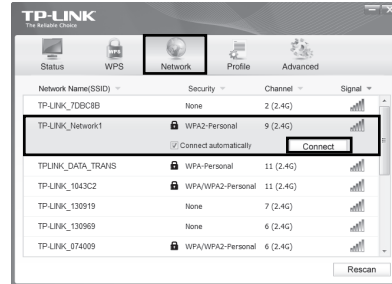 TP-LINK
The Reliable Choice
WPS
Status WPS Network Profile Advanced
Network Name(SSID) Security Channel Signal
TP-LINK_7DBC8B None 2 (2.4G)
TP-LINK_Network1 WPA2-Personal 9 (2.4G)
Connect automatically Connect
TPLINK_DATA_TRANS WPA-Personal 11 (2.4G)
TP-LINK_1043C2 WPA/WPA2-Personal 11 (2.4G)
TP-LINK_130919 None 7 (2.4G)
TP-LINK_130969 None 6 (2.4G)
TP-LINK_074009 WPA/WPA2-Personal 6 (2.4G)
Rescan